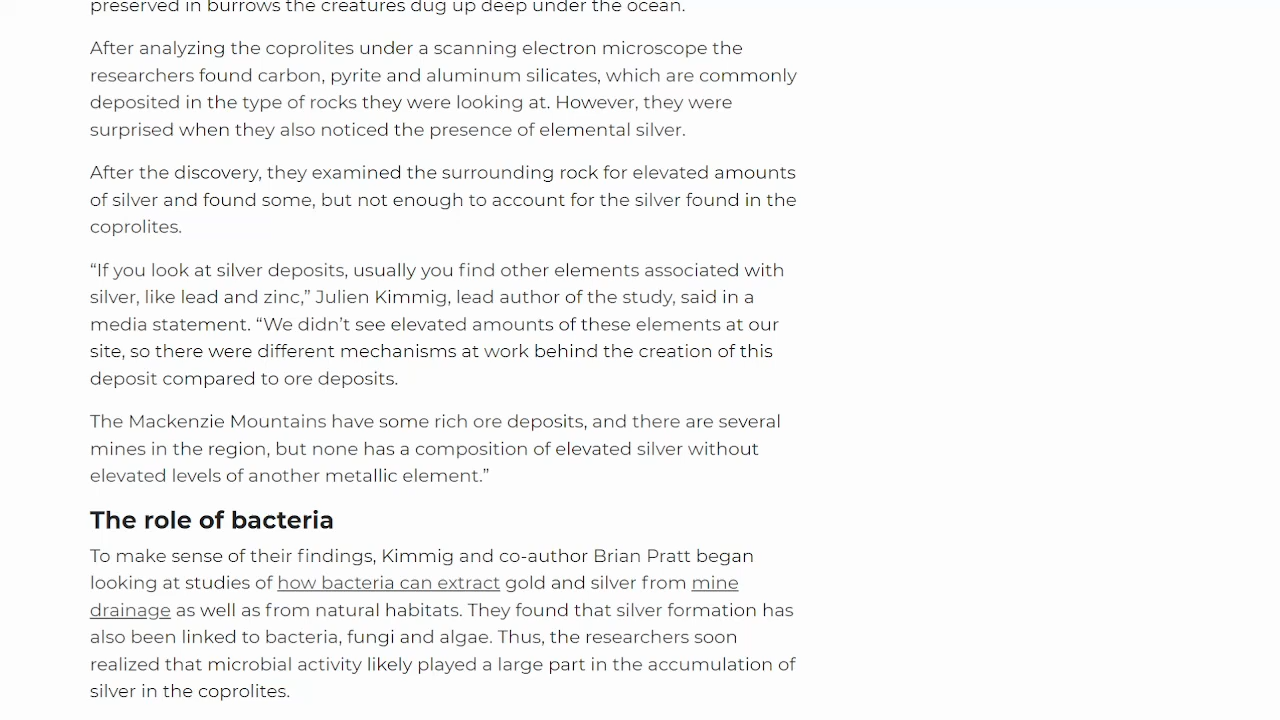 preserved in burrows the creatures dug up deep under the ocean.
After analyzing the coprolites under a scanning electron microscope the
researchers found carbon, pyrite and aluminum silicates, which are commonly
deposited in the type of rocks they were looking at. However, they were
surprised when they also noticed the presence of elemental silver.
After the discovery, they examined the surrounding rock for elevated amounts
of silver and found some, but not enough to account for the silver found in the
coprolites.
“If you look at silver deposits, usually you find other elements associated with
silver, like lead and zinc,” Julien Kimmig, lead author of the study, said in a
media statement. “We didn’t see elevated amounts of these elements at our
site, so there were different mechanisms at work behind the creation of this
deposit compared to ore deposits.
The Mackenzie Mountains have some rich ore deposits, and there are several
mines in the region, but none has a composition of elevated silver without
elevated levels of another metallic element.”
The role of bacteria
To make sense of their findings, Kimmig and co-author Brian Pratt began
looking at studies of how bacteria can extract gold and silver from mine
drainage as well as from natural habitats. They found that silver formation has
also been linked to bacteria, fungi and algae. Thus, the researchers soon
realized that microbial activity likely played a large part in the accumulation of
silver in the coprolites.